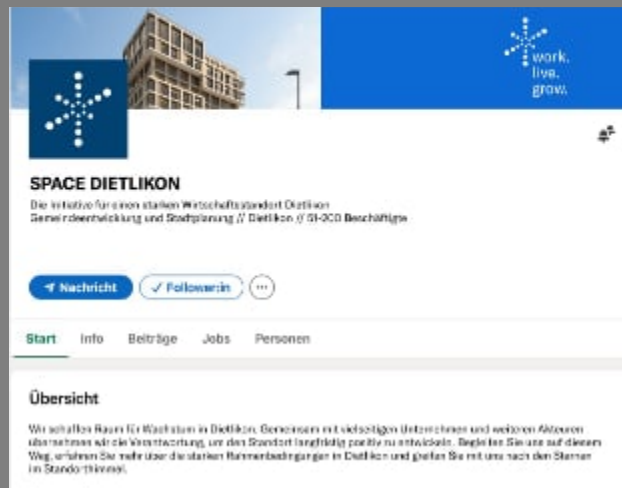 work.
live.
grow.
SPACE DIETLIKON
Die Initiative für einen starken Wirtschaftsstandort Dietlikon
Gemeindeentwicklung und Stadtplanung // Dietlikon // 51-200 Beschäftigte
Nachricht
Follower:in
Start Info Beiträge Jobs Personen
Übersicht
Wir schaffen Raum für Wachstum in Dietlikon. Gemeinsam mit vielseitigen Unternehmen und weiteren Akteuren
übernehmen wir die Verantwortung, um den Standort langfristig positiv zu entwickeln. Begleiten Sie uns auf diesem
Weg, erfahren Sie mehr über die starken Rahmenbedingungen in Dietlikon und greifen Sie mit uns nach den Sternen
im Standorthimmel.